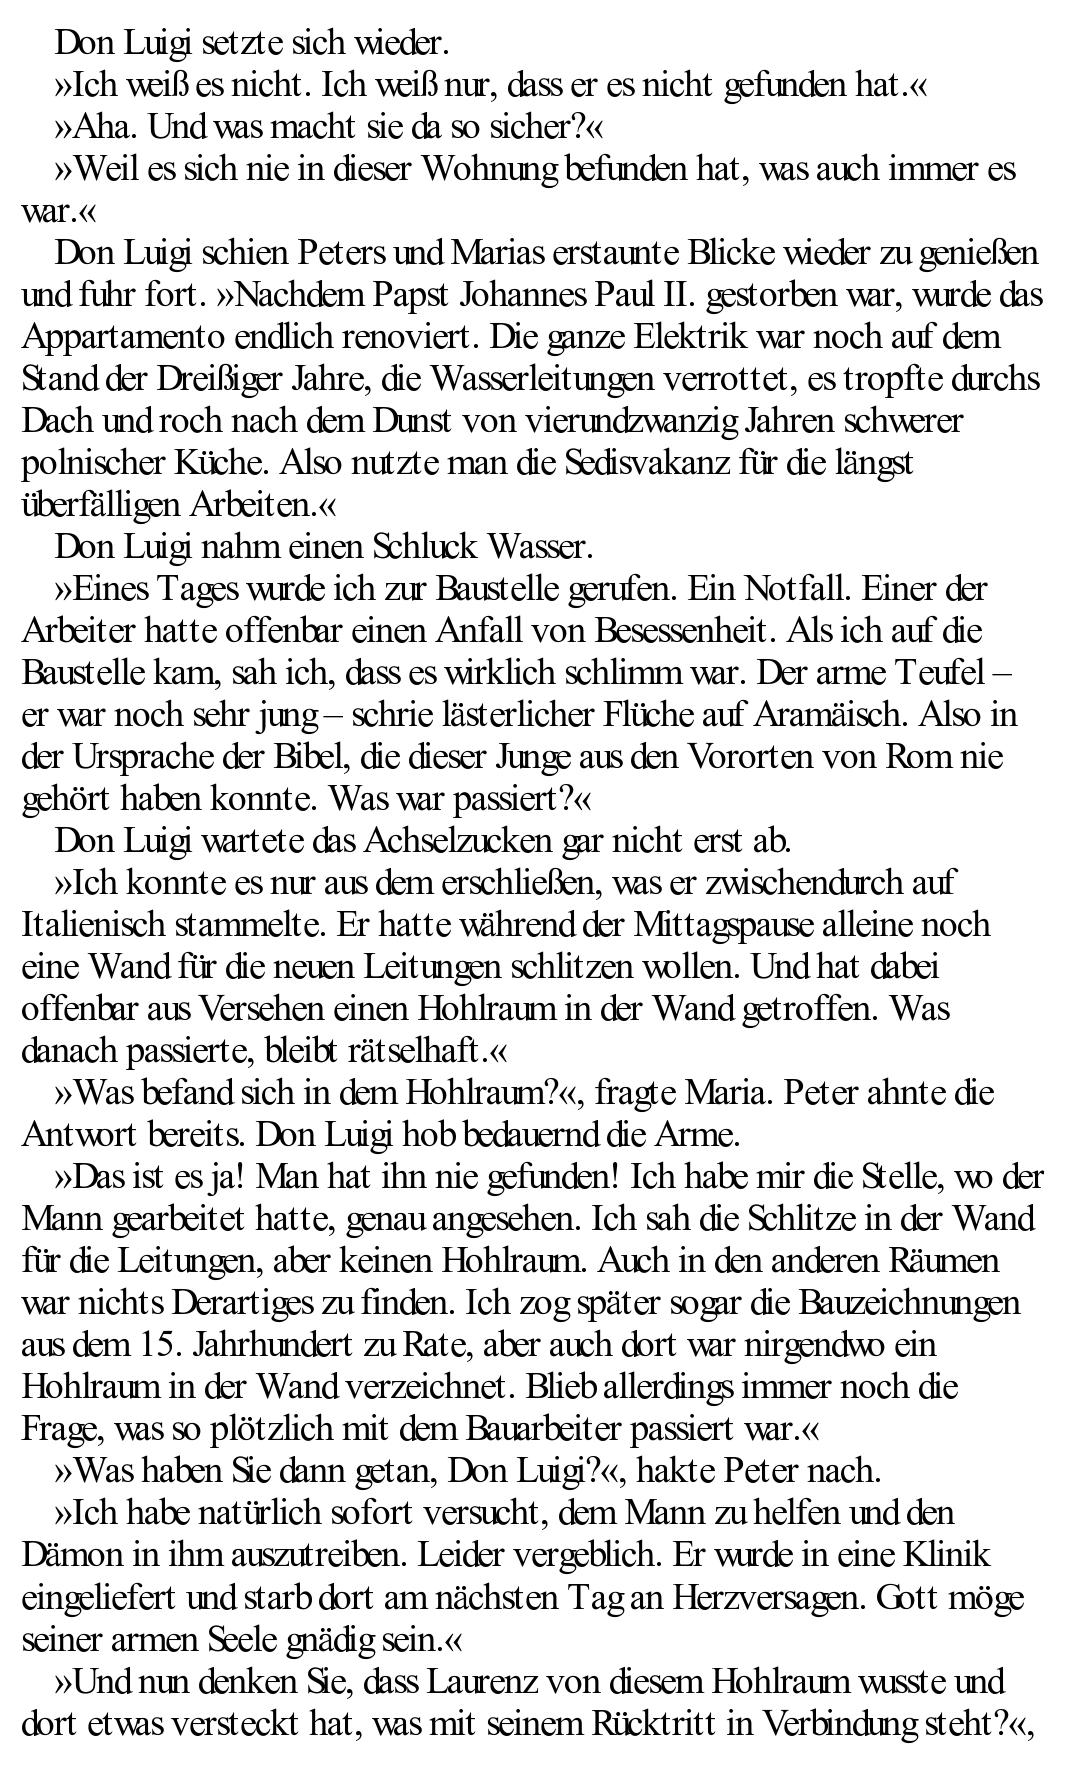 Don Luigi setzte sich wieder.
»Ich weiß es nicht. Ich weiß nur, dass er es nicht gefunden hat.«
»Aha. Und was macht sie da so sicher?«
»Weil es sich nie in dieser Wohnung befunden hat, was auch immer es
war.«
Don Luigi schien Peters und Marias erstaunte Blicke wieder zu genießen
und fuhr fort. »Nachdem Papst Johannes Paul II. gestorben war, wurde das
Appartamento endlich renoviert. Die ganze Elektrik war noch auf dem
Stand der Dreißiger Jahre, die Wasserleitungen verrottet, es tropfte durchs
Dach und roch nach dem Dunst von vierundzwanzig Jahren schwerer
polnischer Küche. Also nutzte man die Sedisvakanz für die längst
überfälligen Arbeiten.«
Don Luigi nahm einen Schluck Wasser.
»Eines Tages wurde ich zur Baustelle gerufen. Ein Notfall. Einer der
Arbeiter hatte offenbar einen Anfall von Besessenheit. Als ich auf die
Baustelle kam, sah ich, dass es wirklich schlimm war. Der arme Teufel –
er war noch sehr jung – schrie lästerlicher Flüche auf Aramäisch. Also in
der Ursprache der Bibel, die dieser Junge aus den Vororten von Rom nie
gehört haben konnte. Was war passiert?«
Don Luigi wartete das Achselzucken gar nicht erst ab.
»Ich konnte es nur aus dem erschließen, was er zwischendurch auf
Italienisch stammelte. Er hatte während der Mittagspause alleine noch
eine Wand für die neuen Leitungen schlitzen wollen. Und hat dabei
offenbar aus Versehen einen Hohlraum in der Wand getroffen. Was
danach passierte, bleibt rätselhaft.«
»Was befand sich in dem Hohlraum?«, fragte Maria. Peter ahnte die
Antwort bereits. Don Luigi hob bedauernd die Arme.
»Das ist es ja! Man hat ihn nie gefunden! Ich habe mir die Stelle, wo der
Mann gearbeitet hatte, genau angesehen. Ich sah die Schlitze in der Wand
für die Leitungen, aber keinen Hohlraum. Auch in den anderen Räumen
war nichts Derartiges zu finden. Ich zog später sogar die Bauzeichnungen
aus dem 15. Jahrhundert zu Rate, aber auch dort war nirgendwo ein
Hohlraum in der Wand verzeichnet. Blieb allerdings immer noch die
Frage, was so plötzlich mit dem Bauarbeiter passiert war.«
»Was haben Sie dann getan, Don Luigi?«, hakte Peter nach.
»Ich habe natürlich sofort versucht, dem Mann zu helfen und den
Dämon in ihm auszutreiben. Leider vergeblich. Er wurde in eine Klinik
eingeliefert und starb dort am nächsten Tag an Herzversagen. Gott möge
seiner armen Seele gnädig sein.«
»Und nun denken Sie, dass Laurenz von diesem Hohlraum wusste und
dort etwas versteckt hat, was mit seinem Rücktritt in Verbindung steht?«,